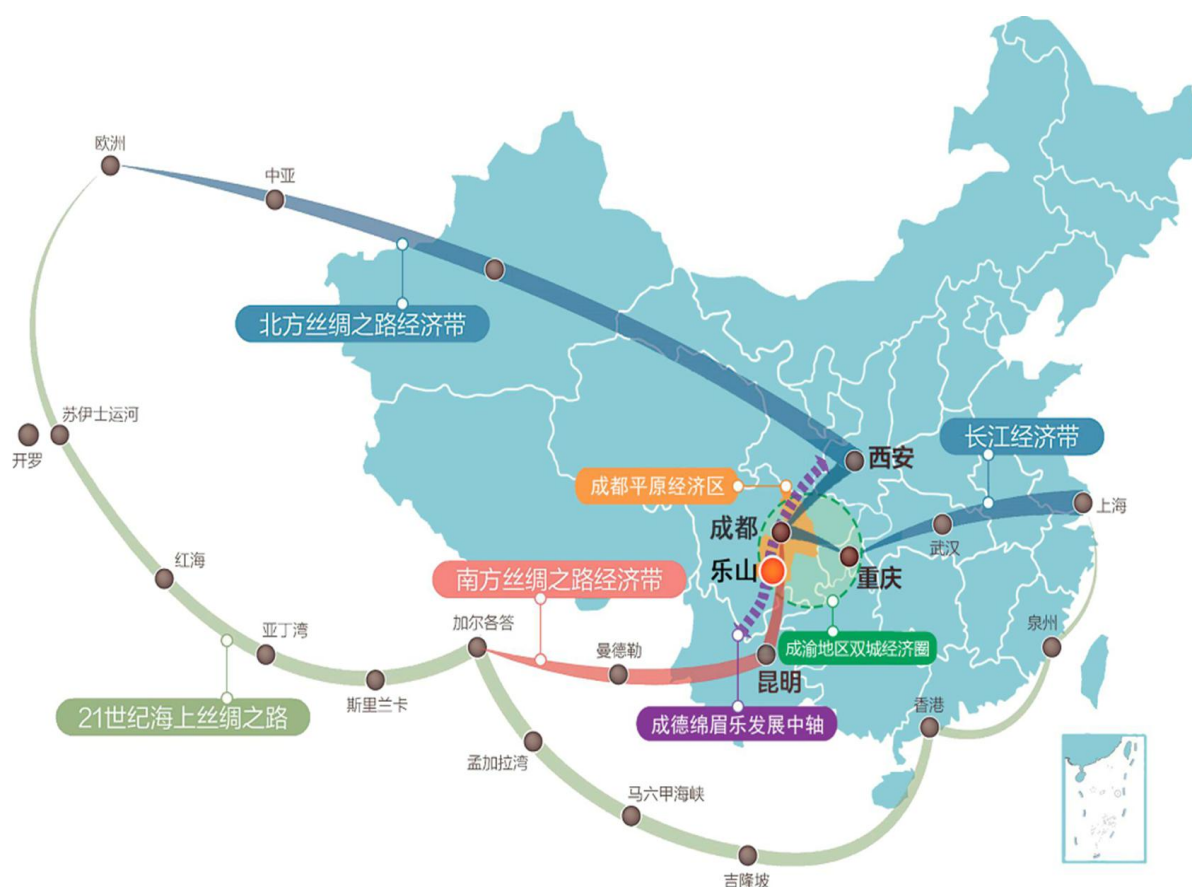 欧洲
中亚
北方丝绸之路经济带
苏伊士运河
开罗
长江经济带
西安
成都平原经济区
上海
成都
武汉
乐山
重庆
红海
南方丝绸之路经济带
亚丁湾
加尔各答
曼德勒
泉州
成渝地区双城经济圈
斯里兰卡
昆明
21世纪海上丝绸之路
成德绵眉乐发展中轴
香港
孟加拉湾
马六甲海峡
吉隆坡